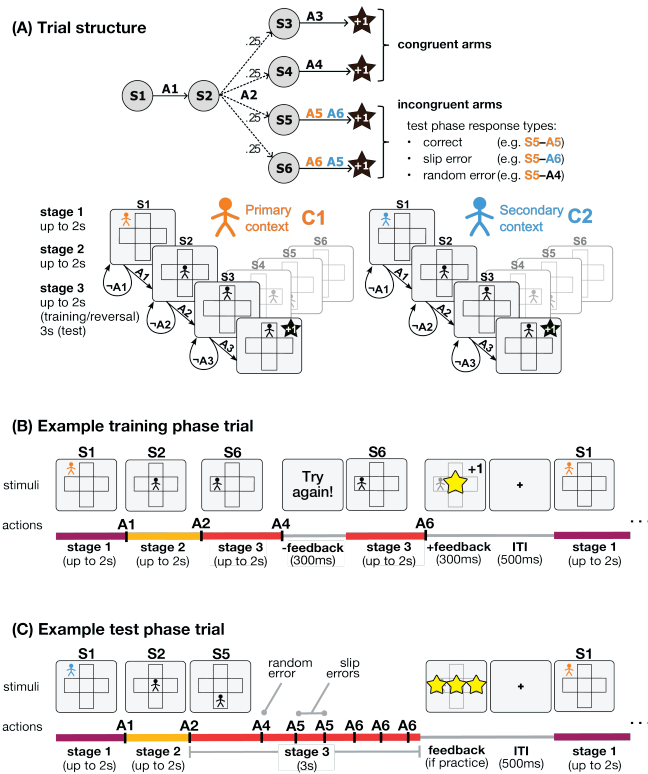 (A) Trial structure
S1
A1
S2
A2
.25
.25
.25
.25
S3
A3
+1
S4
A4
+1
congruent arms
S5
A5 A6
+1
S6
A6 A5
+1
incongruent arms
test phase response types:
• correct (e.g. S5–A5)
• slip error (e.g. S5–A6)
• random error (e.g. S5–A4)
stage 1
up to 2s
stage 2
up to 2s
stage 3
up to 2s
(training/reversal)
3s (test)
Primary
context
C1
S1
S2
S3
S4
S5
S6
A1
¬A1
A2
¬A2
A3
¬A3
+1
Secondary
context
C2
S1
S2
S3
S4
S5
S6
A1
¬A1
A2
¬A2
A3
¬A3
+1
(B) Example training phase trial
S1 S2 S6 S6 S1
stimuli
Try
again!
+1
+
actions
A1 A2 A4 A6
...
stage 1 stage 2 stage 3 -feedback stage 3 +feedback ITI stage 1
(up to 2s) (up to 2s) (up to 2s) (300ms) (up to 2s) (300ms) (500ms) (up to 2s)
(C) Example test phase trial
S1 S2 S5 S1
stimuli
random
error
slip
errors
+
actions
A1 A2 A4 A5 A5 A6 A6 A6
...
stage 1 stage 2 stage 3 feedback ITI stage 1
(up to 2s) (up to 2s) (3s) (if practice) (500ms) (up to 2s)